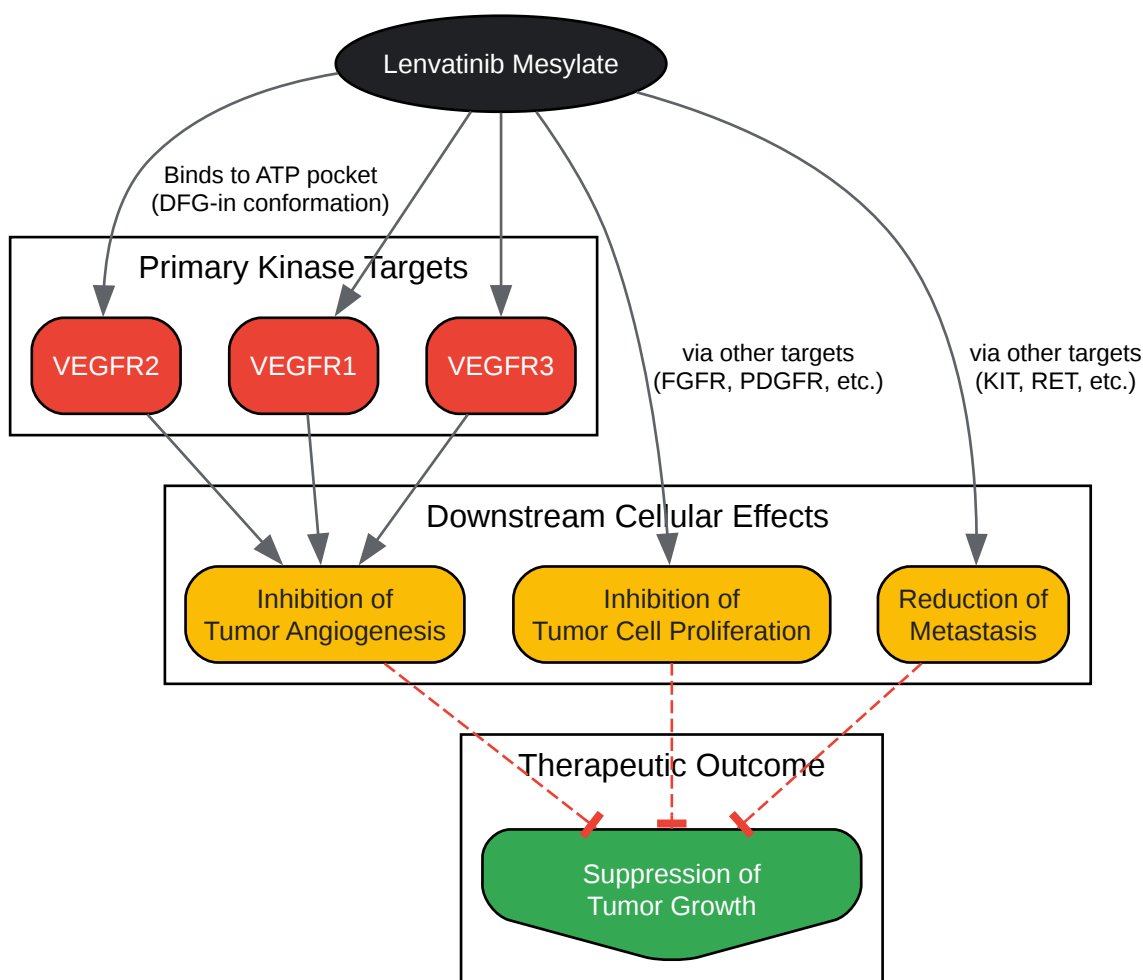 Lenvatinib Mesylate
Binds to ATP pocket
(DFG-in conformation)
Primary Kinase Targets
VEGFR2
VEGFR1
VEGFR3
via other targets
(FGFR, PDGFR, etc.)
via other targets
(KIT, RET, etc.)
Downstream Cellular Effects
Inhibition of
Tumor Angiogenesis
Inhibition of
Tumor Cell Proliferation
Reduction of
Metastasis
Therapeutic Outcome
Suppression of
Tumor Growth